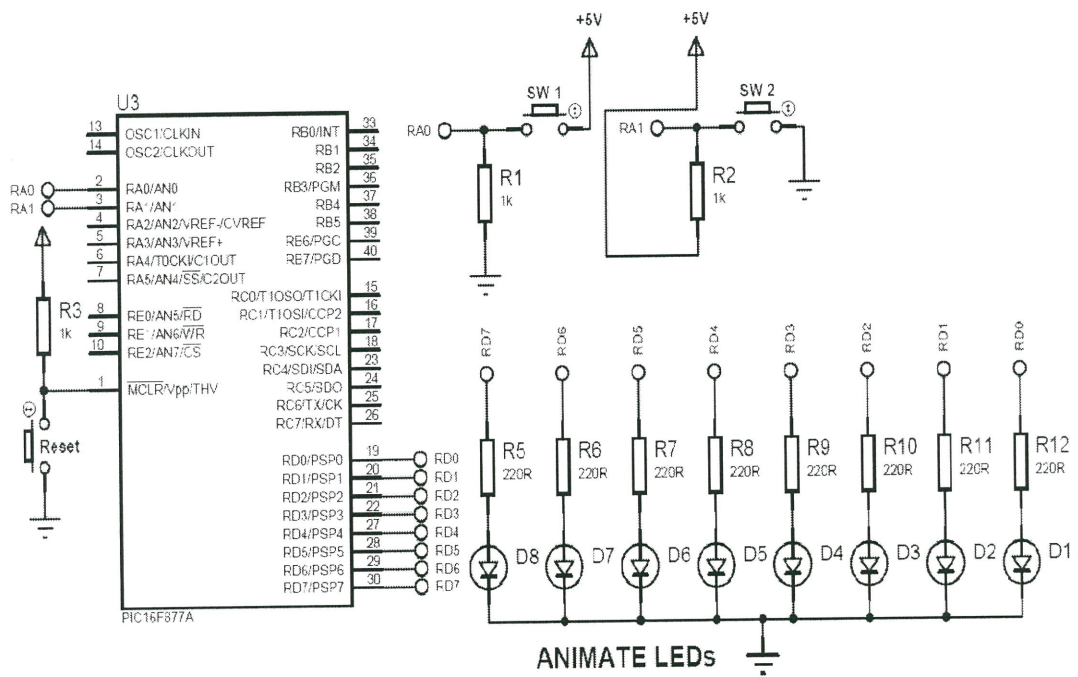 U3
13 OSC1/CLKIN
14 OSC2/CLKOUT
RA0 2 RA0/AN0
RA1 3 RA1/AN1
4 RA2/AN2/VREF-/CVREF
5 RA3/AN3/VREF+
6 RA4/T0CKI/C1OUT
7 RA5/AN4/SS/C2OUT
8 RE0/AN5/RD
9 RE1/AN6/WR
10 RE2/AN7/CS
1 MCLR/Vpp/THV
RB0/INT 33
RB1 34
RB2 35
RB3/PGM 36
RB4 37
RB5 38
RE6/PGC 39
RE7/PGD 40
RC0/T1OSO/T1CKI 15
RC1/T1OSI/CCP2 16
RC2/CCP1 17
RC3/SCK/SCL 18
RC4/SDI/SDA 23
RC5/SDO 24
RC6/TX/CK 25
RC7/RX/DT 26
RD0/PSP0 19 RD0
RD1/PSP1 20 RD1
RD2/PSP2 21 RD2
RD3/PSP3 22 RD3
RD4/PSP4 27 RD4
RD5/PSP5 28 RD5
RD6/PSP6 29 RD6
RD7/PSP7 30 RD7
PIC16F877A
R3
1k
Reset
+5V
SW 1
RA0
R1
1k
+5V
SW 2
RA1
R2
1k
RD7 RD6 RD5 RD4 RD3 RD2 RD1 RD0
R5 R6 R7 R8 R9 R10 R11 R12
220R 220R 220R 220R 220R 220R 220R 220R
D8 D7 D6 D5 D4 D3 D2 D1
ANIMATE LEDs